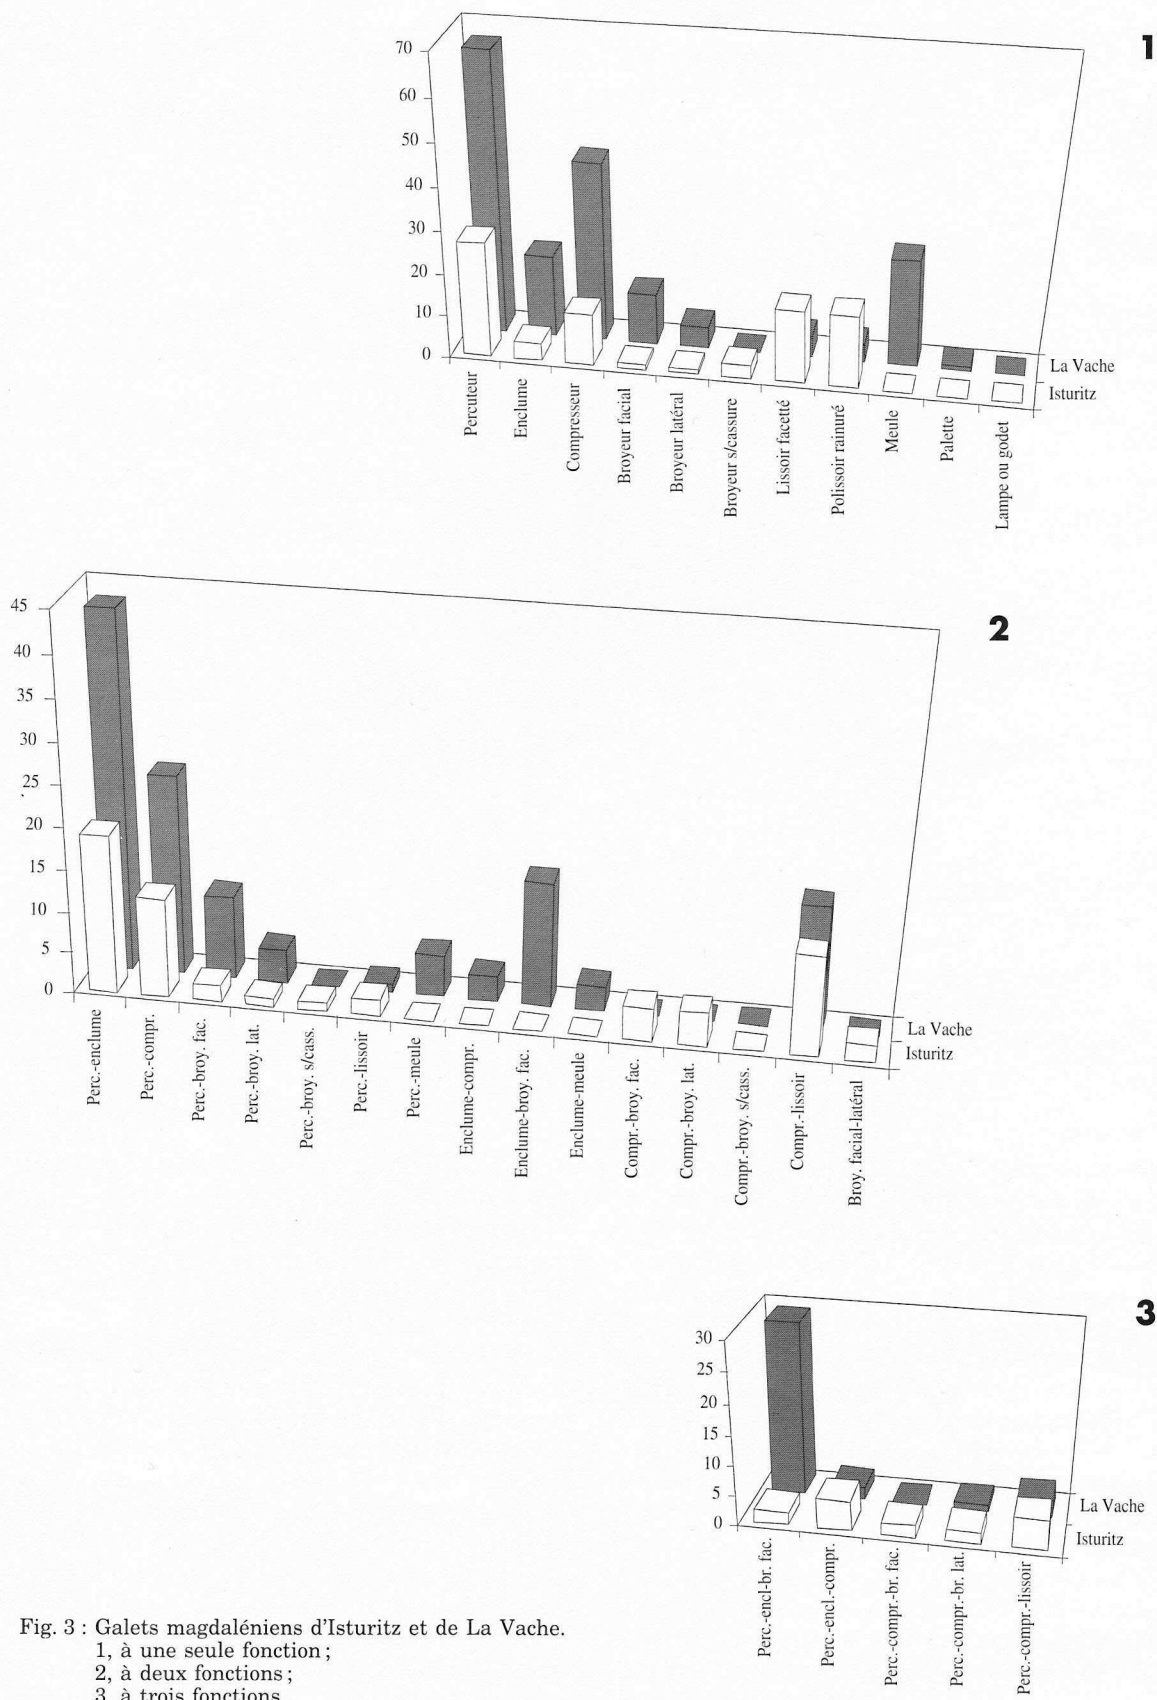 1
70
60
50
40
30
20
10
0
La Vache
Isturitz
Percuteur
Enclume
Compresseur
Broyeur facial
Broyeur latéral
Broyeur s/cassure
Lissoir facetté
Polissoir rainuré
Meule
Palette
Lampe ou godet
2
45
40
35
30
25
20
15
10
5
0
La Vache
Isturitz
Perc.-enclume
Perc.-compr.
Perc.-broy. fac.
Perc.-broy. lat.
Perc.-broy. s/cass.
Perc.-lissoir
Perc.-meule
Enclume-compr.
Enclume-broy. fac.
Enclume-meule
Compr.-broy. fac.
Compr.-broy. lat.
Compr.-broy. s/cass.
Compr.-lissoir
Broy. facial-latéral
3
30
25
20
15
10
5
0
La Vache
Isturitz
Perc.-encl-br. fac.
Perc.-encl.-compr.
Perc.-compr.-br. fac.
Perc.-compr.-br. lat.
Perc.-compr.-lissoir
Fig. 3 : Galets magdaléniens d'Isturitz et de La Vache.
1, à une seule fonction ;
2, à deux fonctions ;
3, à trois fonctions